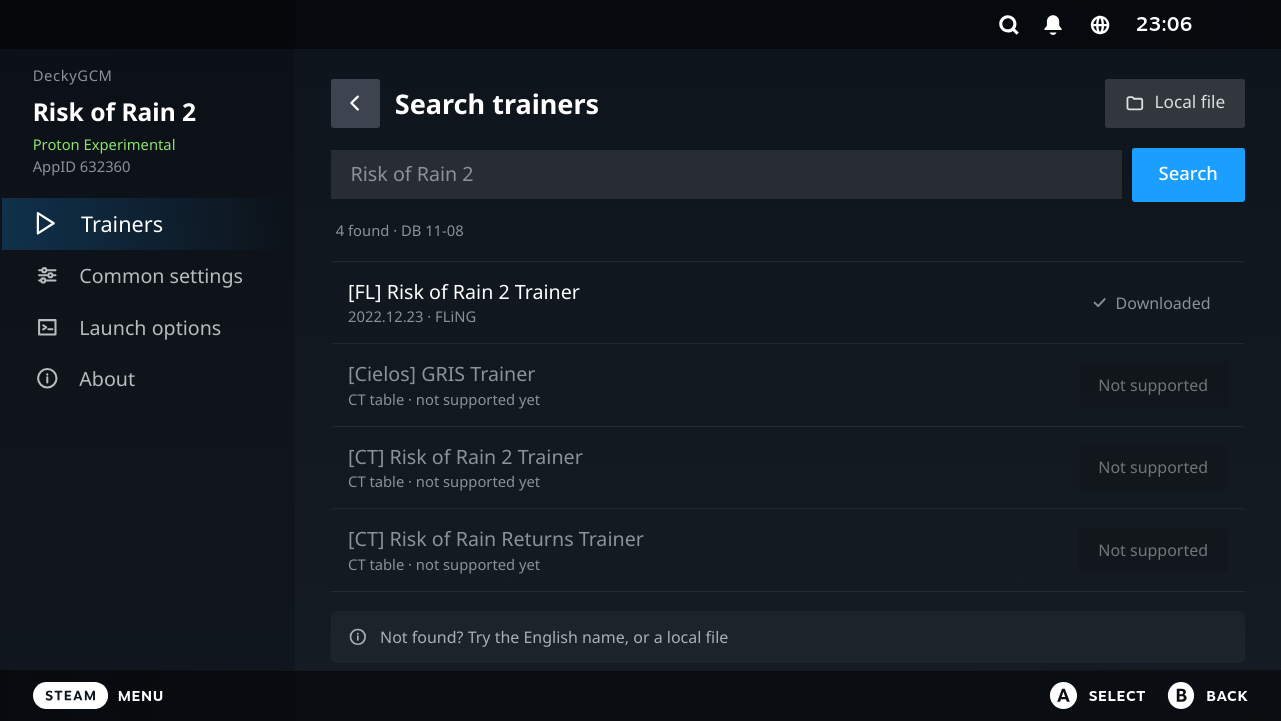 23:06
DeckyGCM
Risk of Rain 2
Proton Experimental
AppID 632360
Trainers
Common settings
Launch options
About
Search trainers
Local file
Risk of Rain 2
Search
4 found · DB 11-08
[FL] Risk of Rain 2 Trainer
2022.12.23 · FLiNG
Downloaded
[Cielos] GRIS Trainer
CT table · not supported yet
Not supported
[CT] Risk of Rain 2 Trainer
CT table · not supported yet
Not supported
[CT] Risk of Rain Returns Trainer
CT table · not supported yet
Not supported
Not found? Try the English name, or a local file
STEAM MENU
A SELECT B BACK